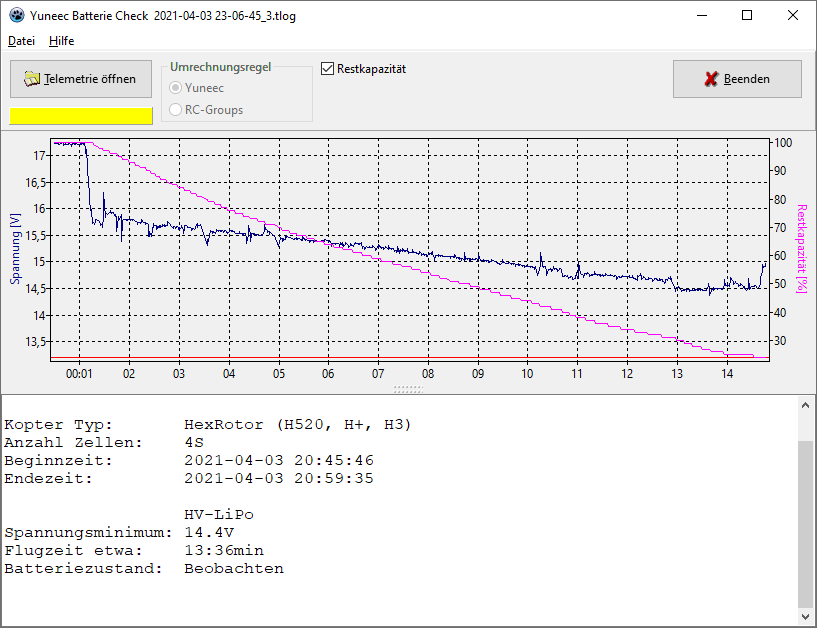 Yuneec Batterie Check 2021-04-03 23-06-45_3.tlog
Datei Hilfe
Telemetrie öffnen
Umrechnungsregel
Yuneec
RC-Groups
Restkapazität
Beenden
17
16,5
16
15,5
15
14,5
14
13,5
Spannung [V]
100
90
80
70
60
50
40
30
Restkapazität [%]
00:01 02 03 04 05 06 07 08 09 10 11 12 13 14
Kopter Typ: HexRotor (H520, H+, H3)
Anzahl Zellen: 4S
Beginnzeit: 2021-04-03 20:45:46
Endezeit: 2021-04-03 20:59:35
HV-LiPo
Spannungsminimum: 14.4V
Flugzeit etwa: 13:36min
Batteriezustand: Beobachten